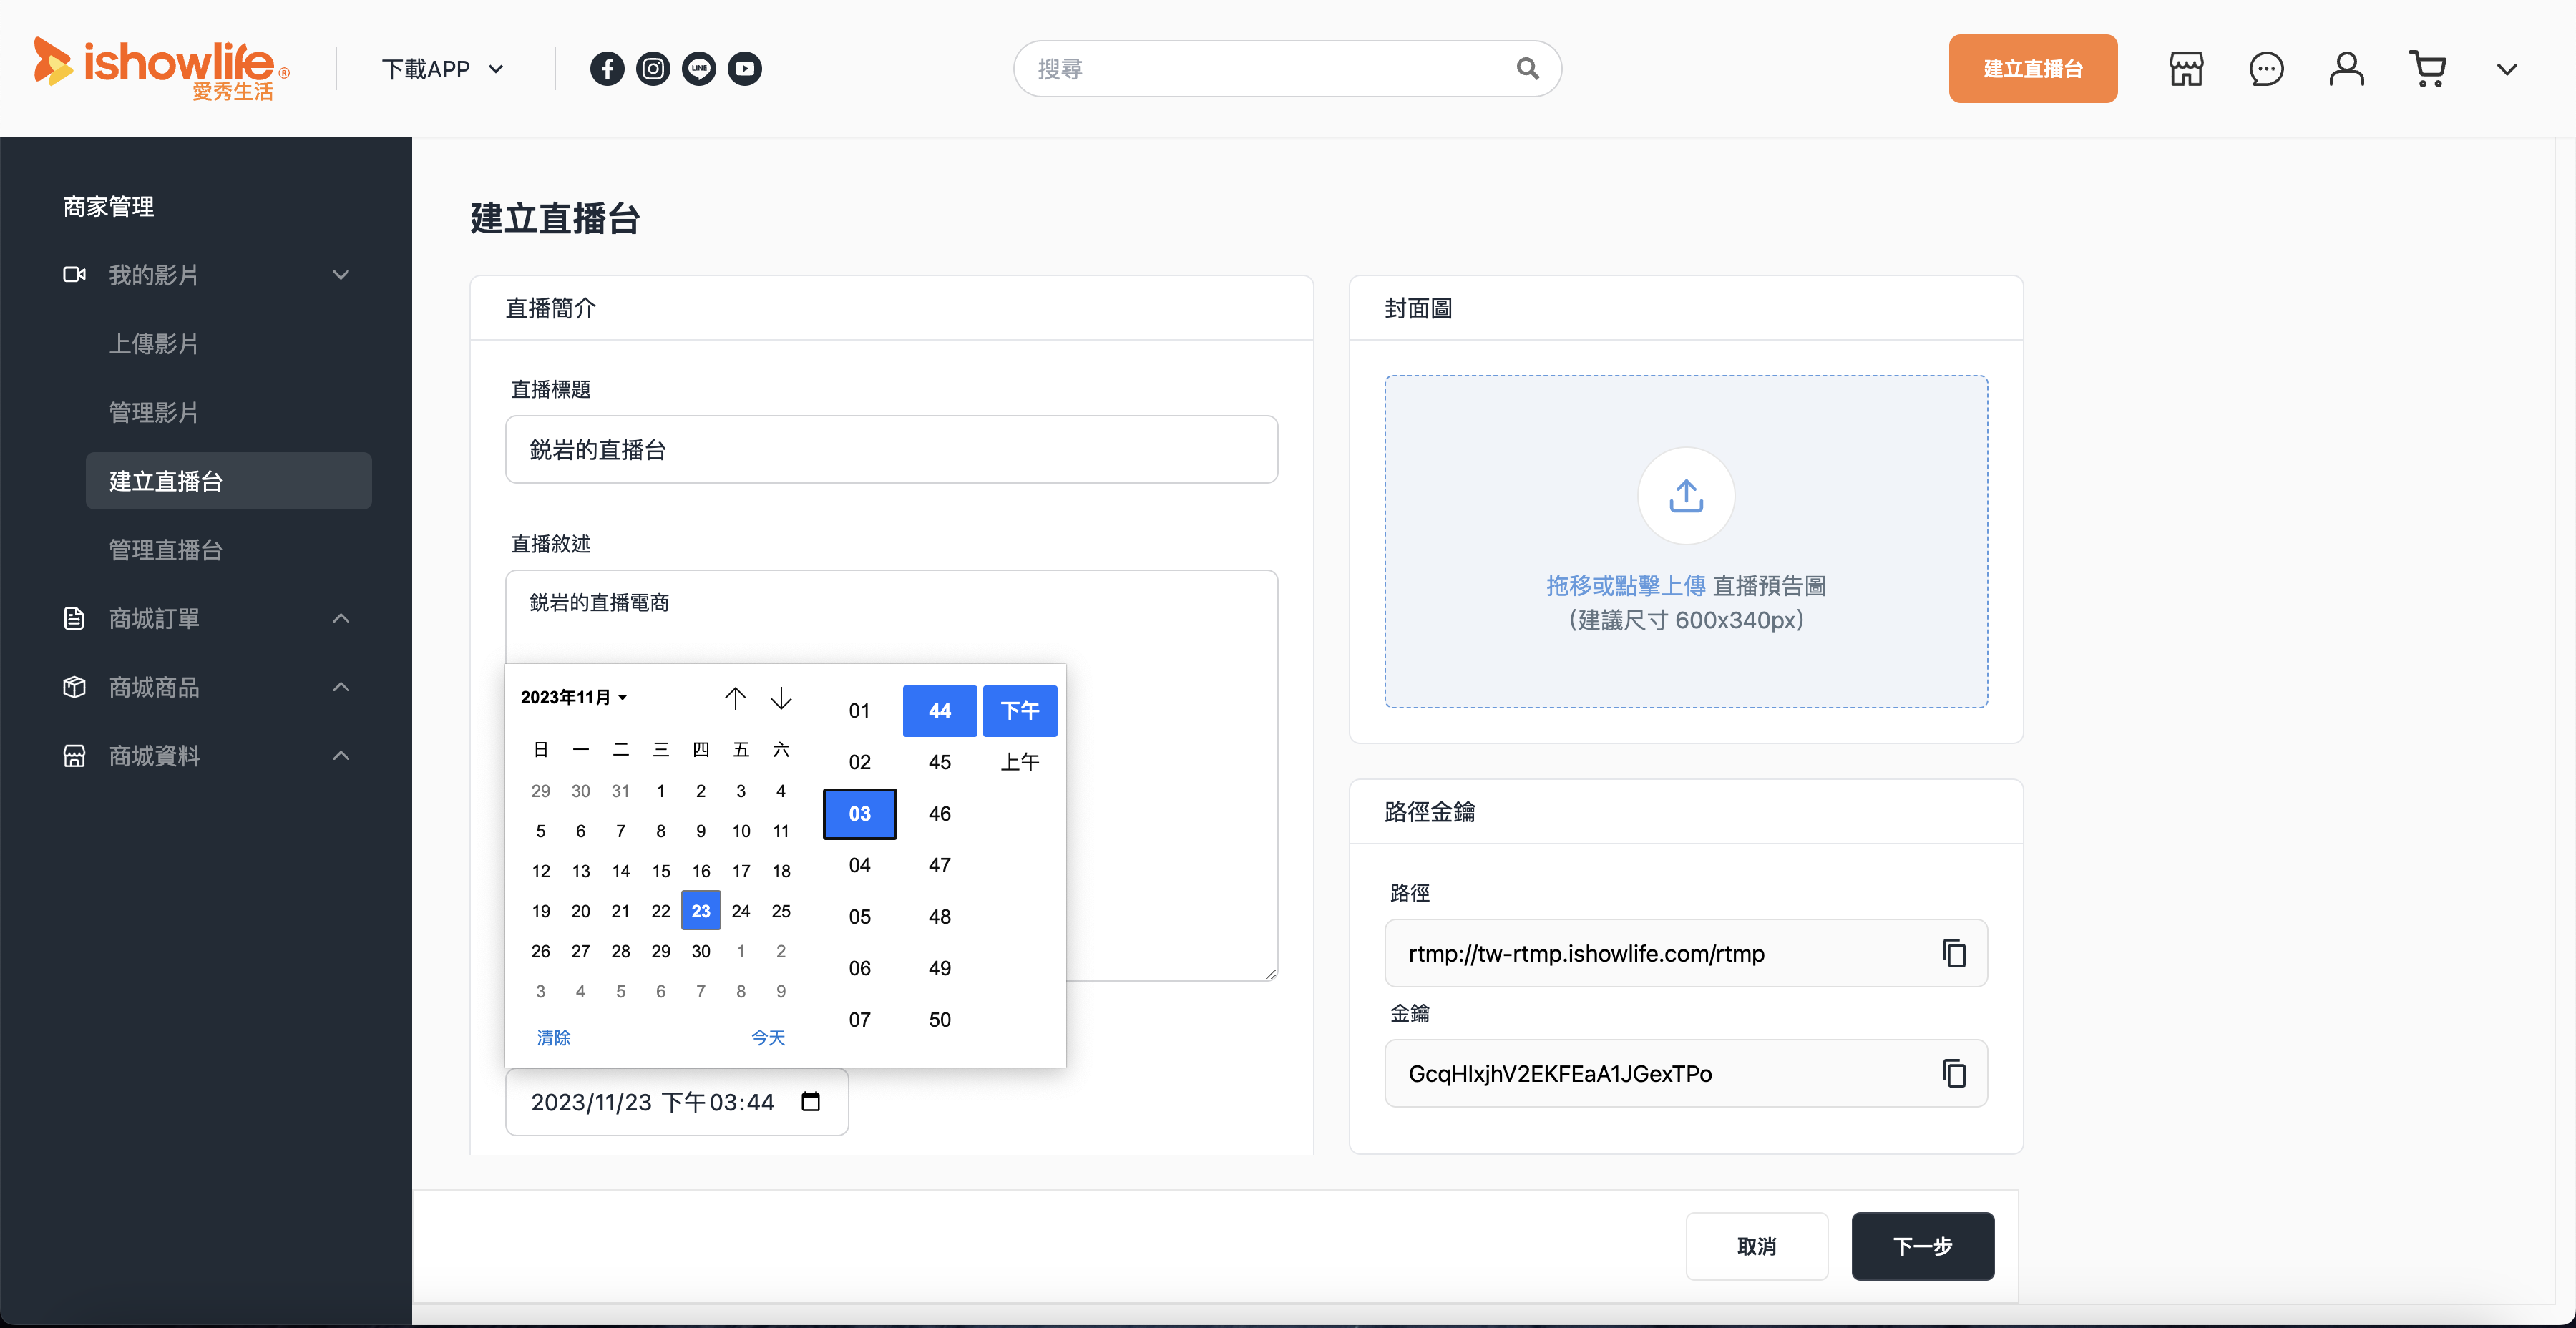 ishowlife®
愛秀生活
下載APP
LINE
搜尋
建立直播台
商家管理
我的影片
上傳影片
管理影片
建立直播台
管理直播台
商城訂單
商城商品
商城資料
建立直播台
直播簡介
直播標題
鋭岩的直播台
直播敘述
鋭岩的直播電商
2023年11月
日 一 二 三 四 五 六
29 30 31 1 2 3 4
5 6 7 8 9 10 11
12 13 14 15 16 17 18
19 20 21 22 23 24 25
26 27 28 29 30 1 2
3 4 5 6 7 8 9
清除 今天
01 44 下午
02 45 上午
03 46
04 47
05 48
06 49
07 50
2023/11/23 下午03:44
封面圖
拖移或點擊上傳 直播預告圖
（建議尺寸 600x340px）
路徑金鑰
路徑
rtmp://tw-rtmp.ishowlife.com/rtmp
金鑰
GcqHIxjhV2EKFEaA1JGexTPo
取消
下一步